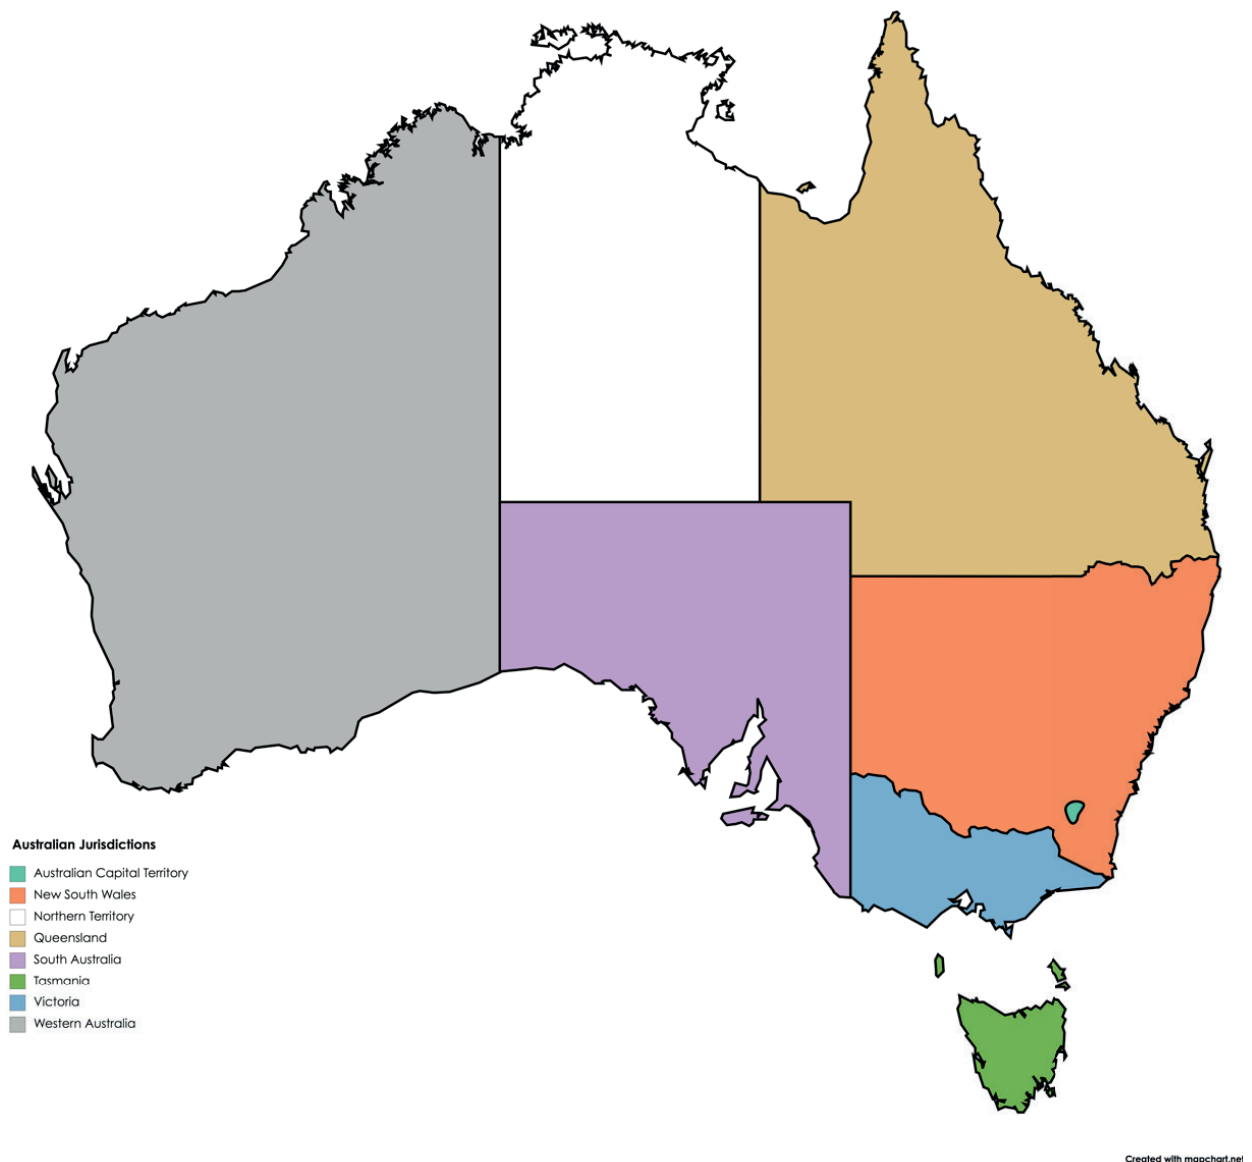 Australian Jurisdictions
Australian Capital Territory
New South Wales
Northern Territory
Queensland
South Australia
Tasmania
Victoria
Western Australia
Created with mapchart.net